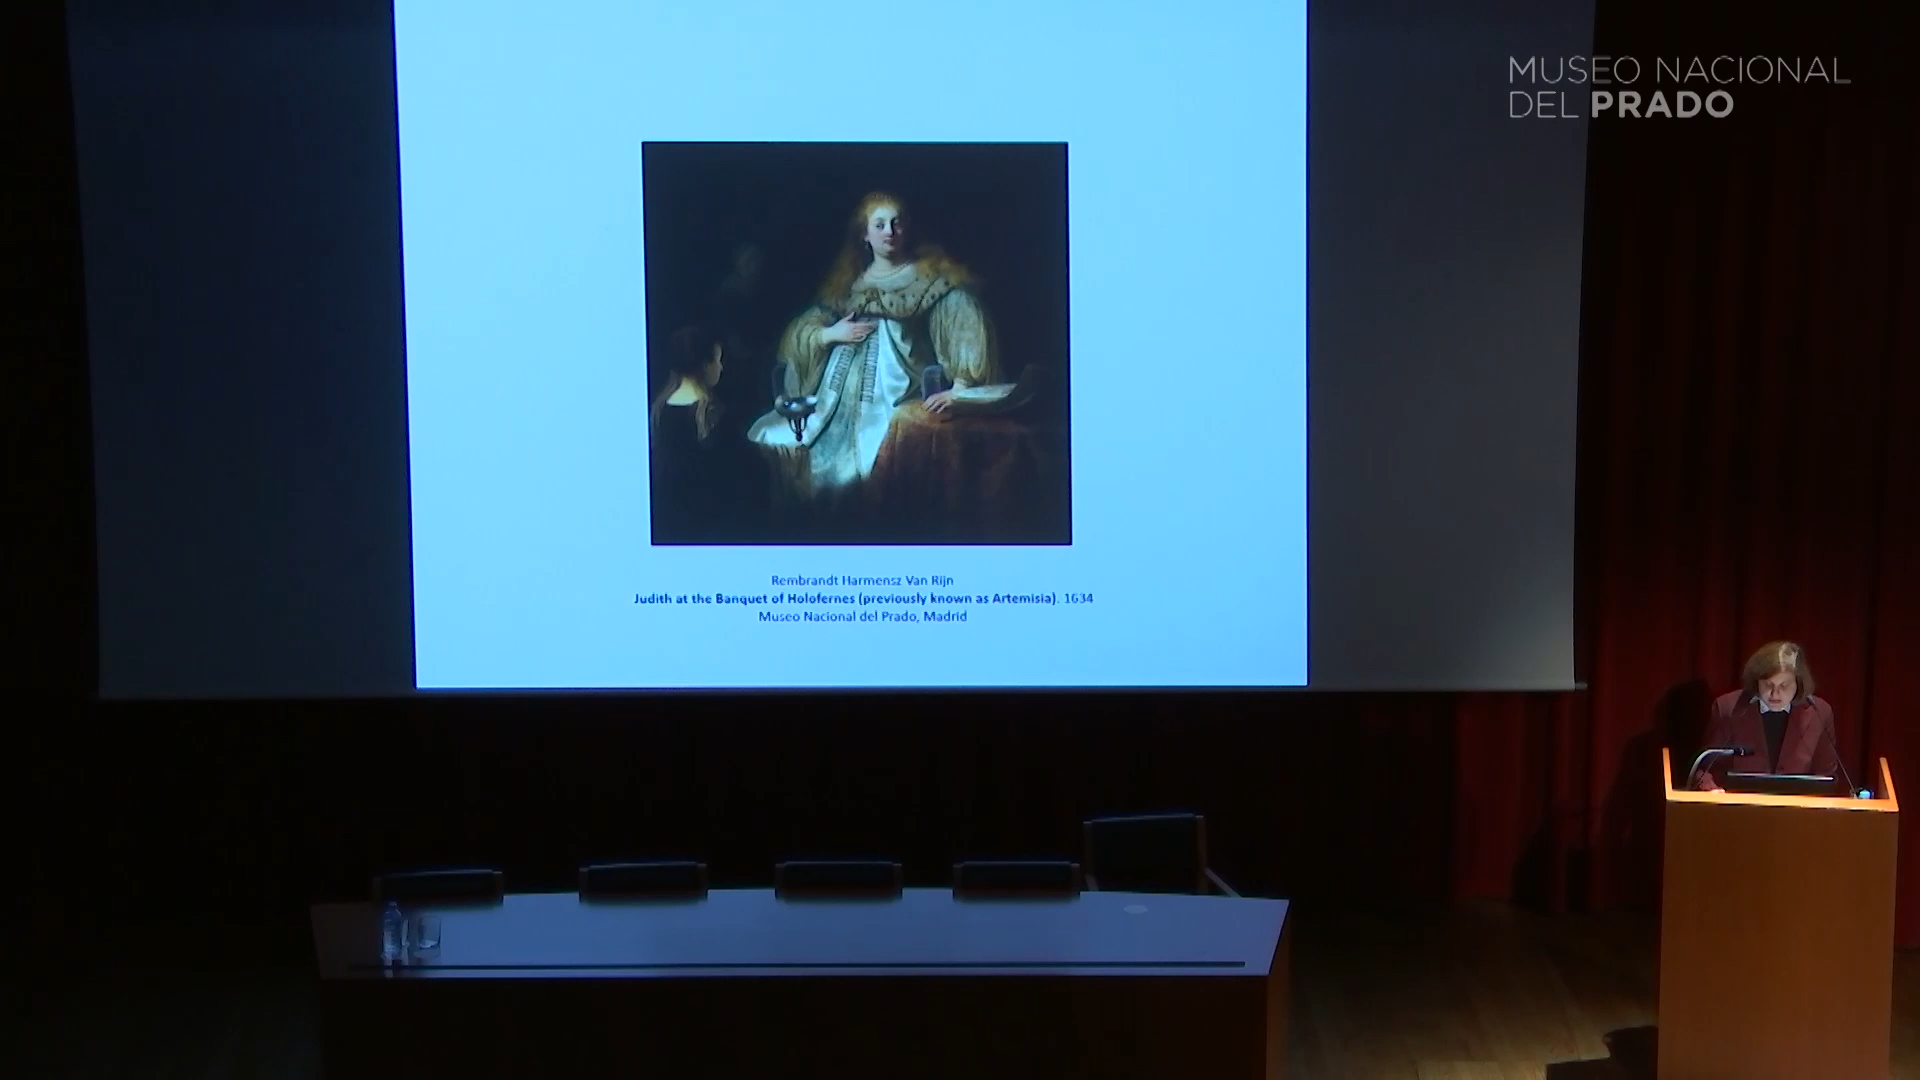 MUSEO NACIONAL
DEL PRADO
Rembrandt Harmensz Van Rijn
Judith at the Banquet of Holofernes (previously known as Artemisia). 1634
Museo Nacional del Prado, Madrid